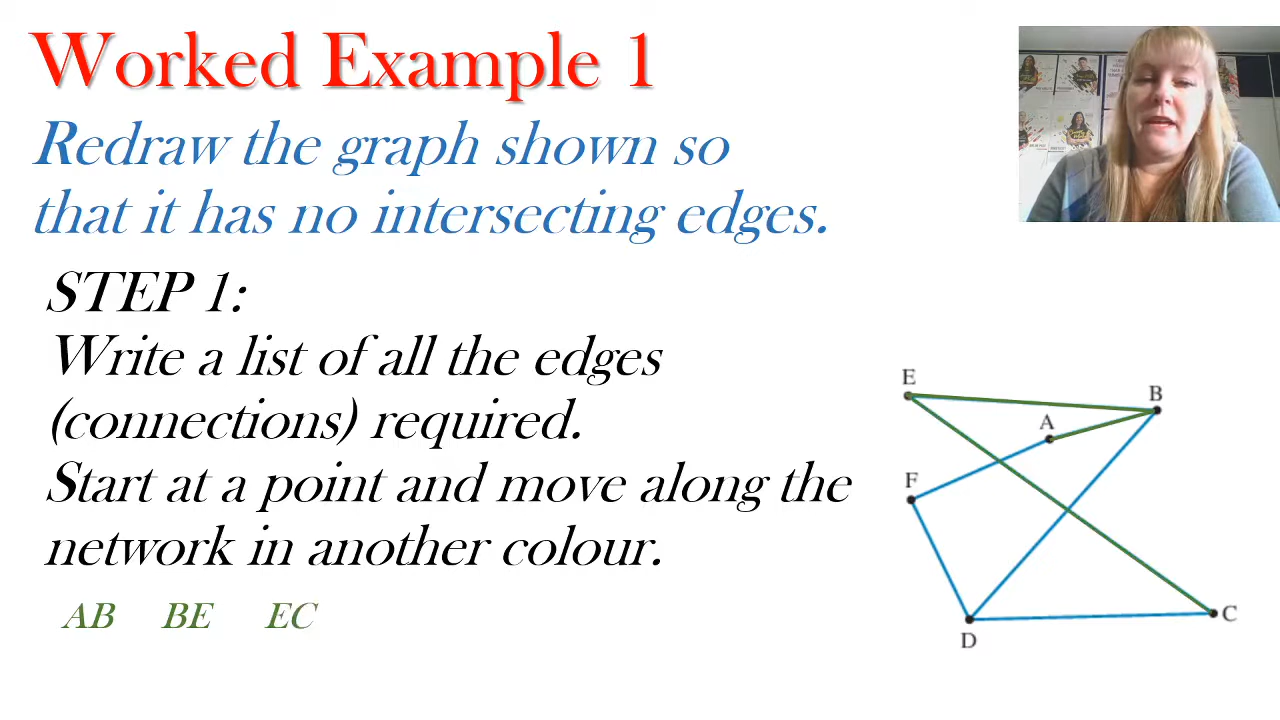 Worked Example 1
Redraw the graph shown so
that it has no intersecting edges.
STEP 1:
Write a list of all the edges
(connections) required.
Start at a point and move along the
network in another colour.
AB BE EC
E
B
A
F
C
D